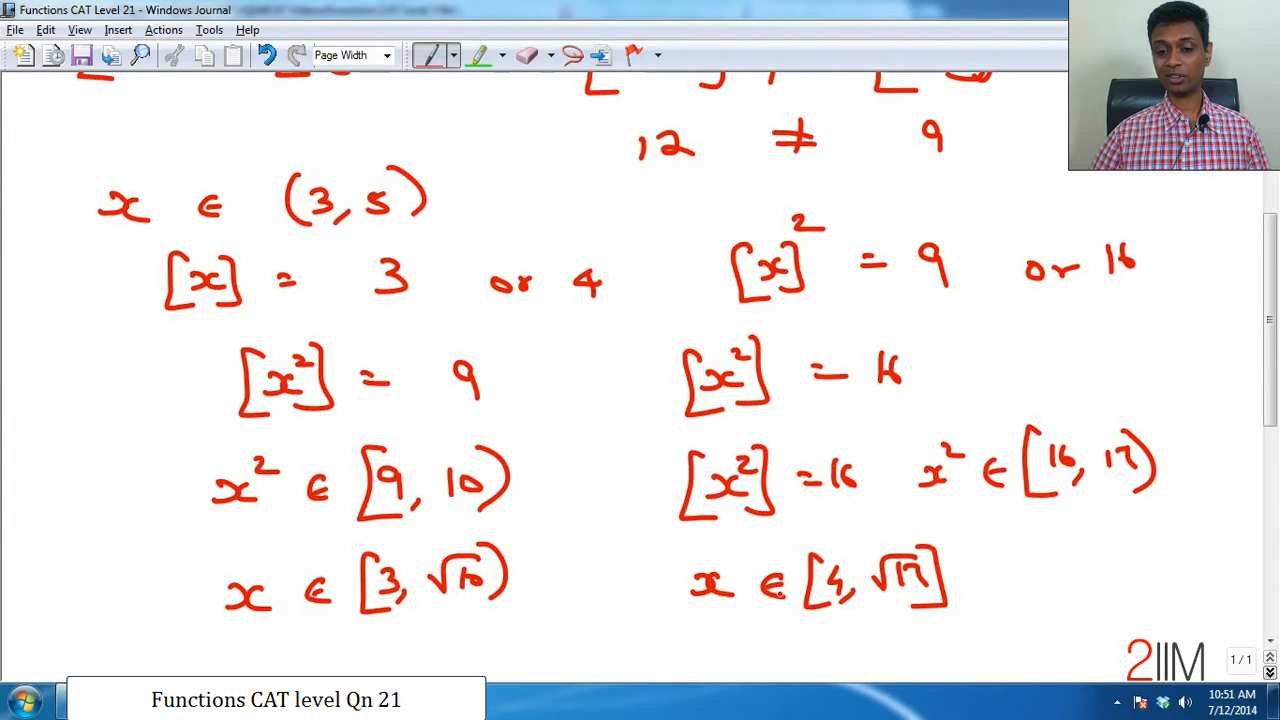 Functions CAT Level 21 - Windows Journal
File Edit View Insert Actions Tools Help
Page Width
12 ≠ 9
x ∈ (3, 5)
[x] = 3 or 4 [x]² = 9 or 16
[x²] = 9 [x²] = 16
x² ∈ [9, 10) [x²] = 16 x² ∈ [16, 17)
x ∈ [3, √10) x ∈ [4, √17]
2IIM
1 / 1
Functions CAT level Qn 21
10:51 AM
7/12/2014